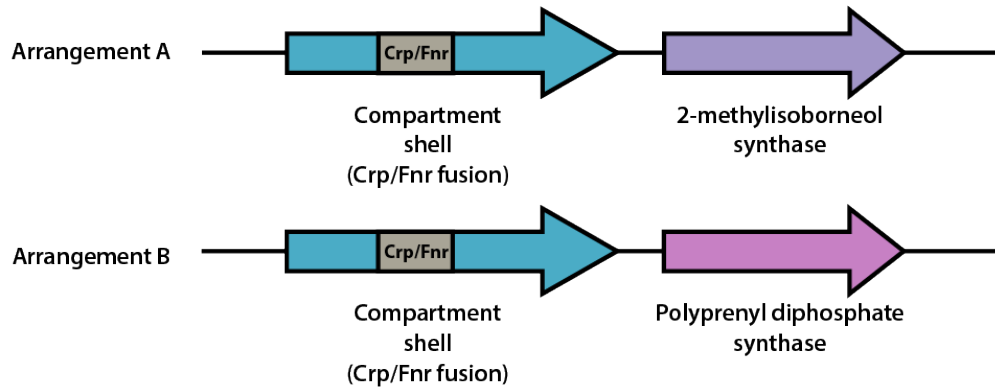 Arrangement A
Crp/Fnr
Compartment
shell
(Crp/Fnr fusion)
2-methylisoborneol
synthase
Arrangement B
Crp/Fnr
Compartment
shell
(Crp/Fnr fusion)
Polyprenyl diphosphate
synthase